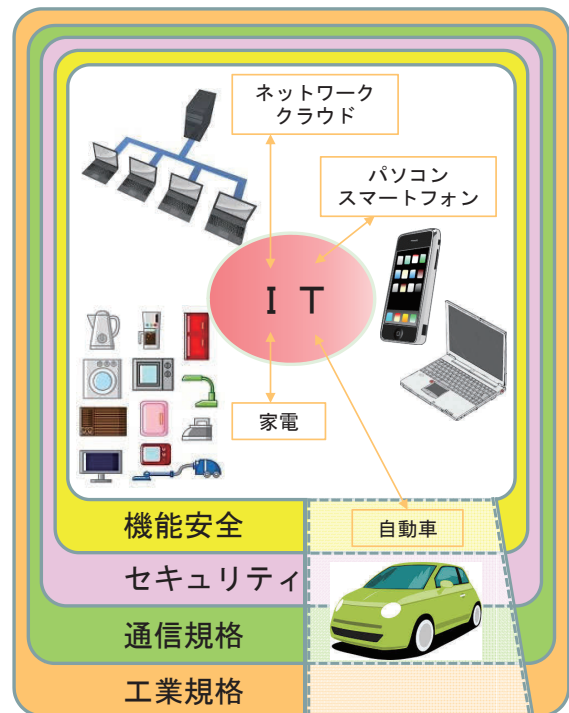 ネットワーク
クラウド
パソコン
スマートフォン
ＩＴ
家電
機能安全
自動車
セキュリティ
通信規格
工業規格